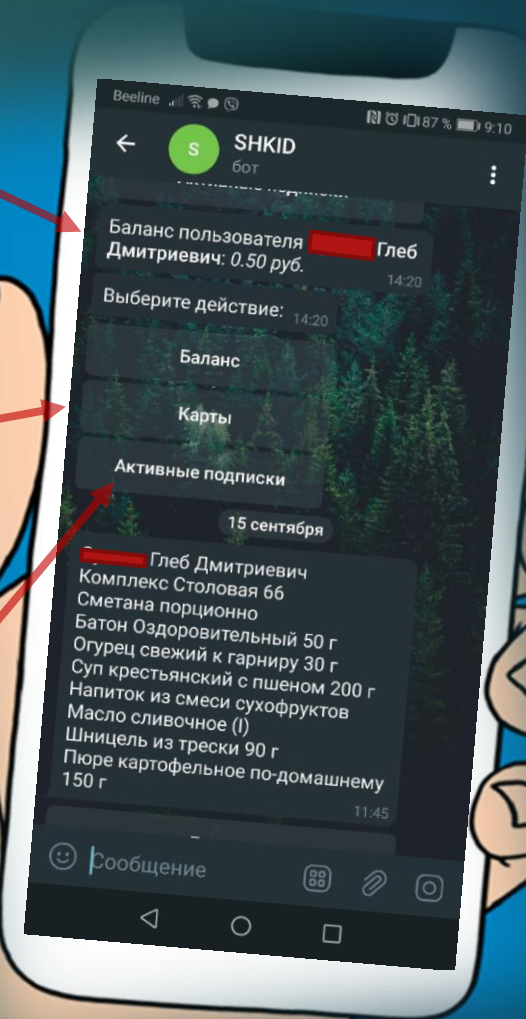 Beeline 87 % 9:10
S SHKID
бот
Баланс пользователя Глеб
Дмитриевич: 0.50 руб.
14:20
Выберите действие: 14:20
Баланс
Карты
Активные подписки
15 сентября
Глеб Дмитриевич
Комплекс Столовая 66
Сметана порционно
Батон Оздоровительный 50 г
Огурец свежий к гарниру 30 г
Суп крестьянский с пшеном 200 г
Напиток из смеси сухофруктов
Масло сливочное (I)
Шницель из трески 90 г
Пюре картофельное по-домашнему
150 г
11:45
Сообщение